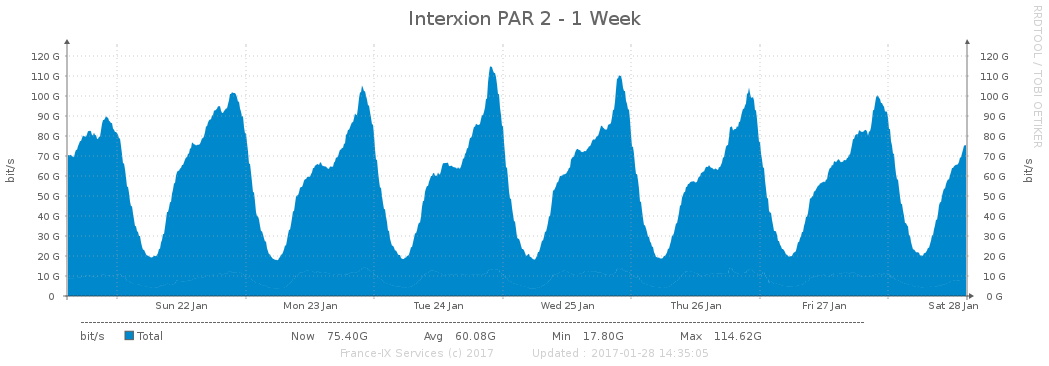 Interxion PAR 2 - 1 Week
RRDTOOL / TOBI OETIKER
bit/s
120 G 120 G
110 G 110 G
100 G 100 G
90 G 90 G
80 G 80 G
70 G 70 G
60 G 60 G
50 G 50 G
40 G 40 G
30 G 30 G
20 G 20 G
10 G 10 G
0 0 G
bit/s
Sun 22 Jan Mon 23 Jan Tue 24 Jan Wed 25 Jan Thu 26 Jan Fri 27 Jan Sat 28 Jan
bit/s Total Now 75.40G Avg 60.08G Min 17.80G Max 114.62G
France-IX Services (c) 2017 Updated : 2017-01-28 14:35:05